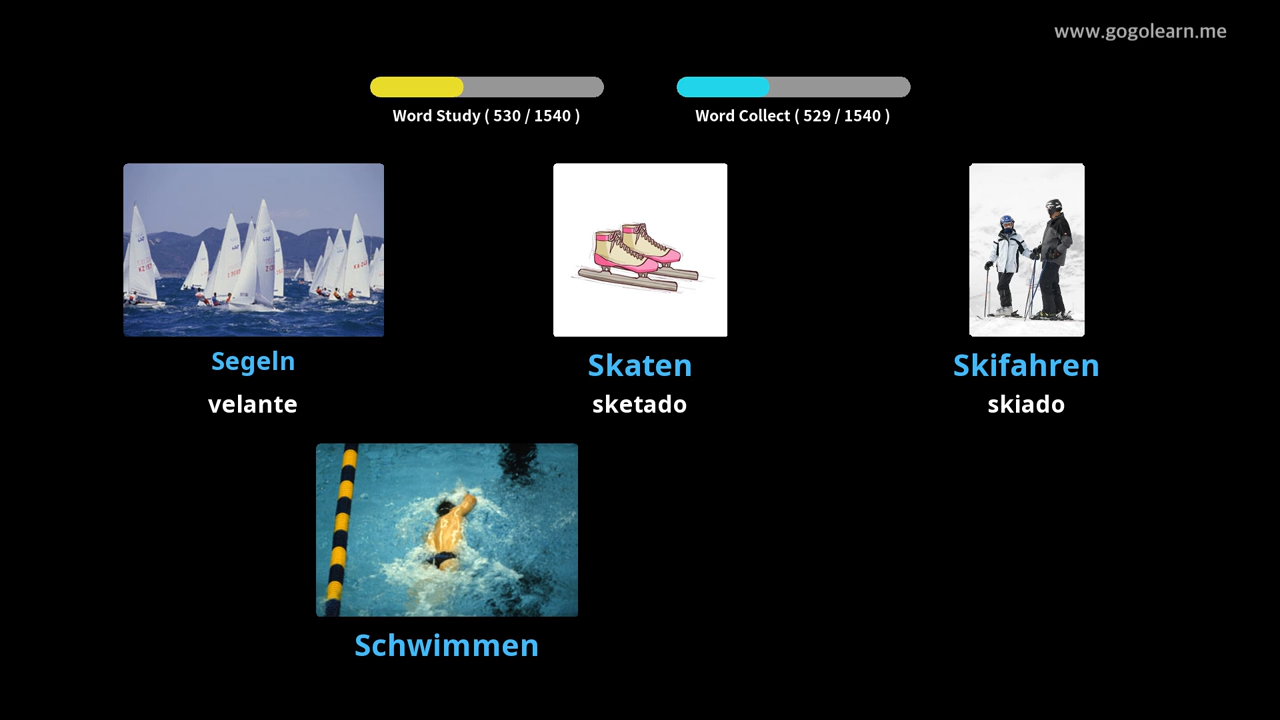 www.gogolearn.me
Word Study ( 530 / 1540 )
Word Collect ( 529 / 1540 )
Segeln
velante
Skaten
sketado
Skifahren
skiado
Schwimmen